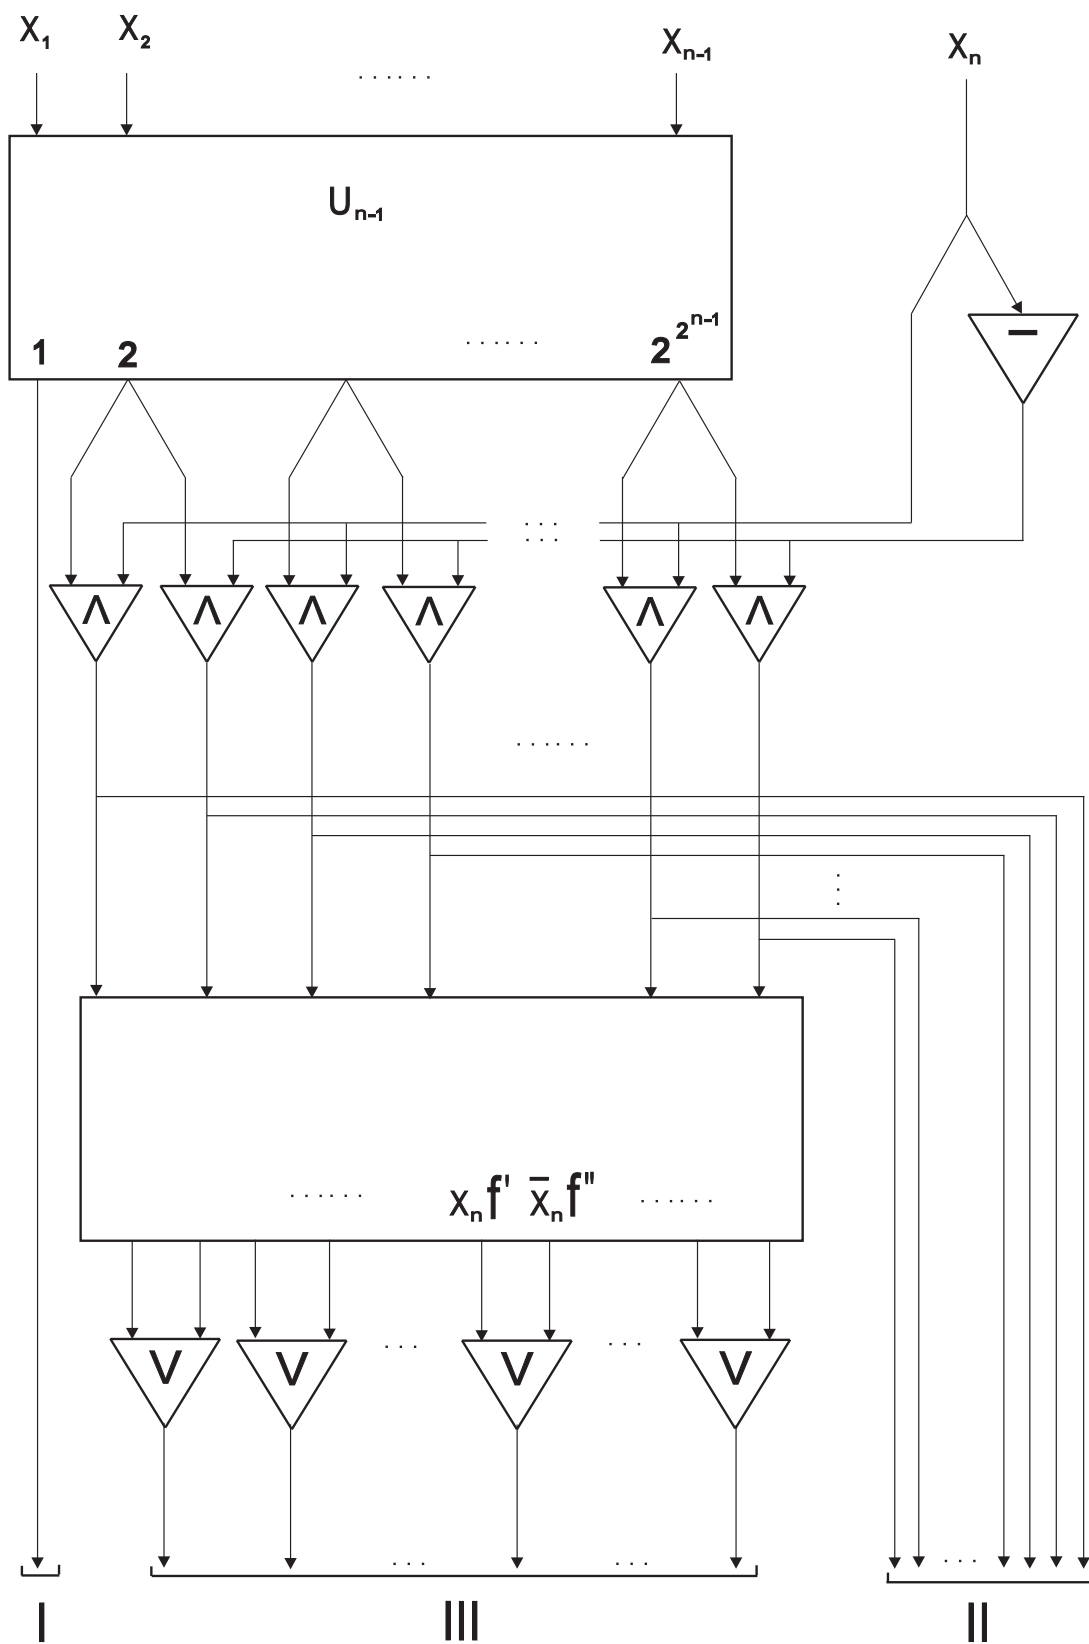 X₁ X₂ ...... Xₙ₋₁ Xₙ
Uₙ₋₁
1 2 ...... 2^2^n-1
–
... 
...
Λ Λ Λ Λ Λ Λ
......
...
...... xₙf' x̄ₙf" ......
V V ... V ... V
... ... ...
I III II